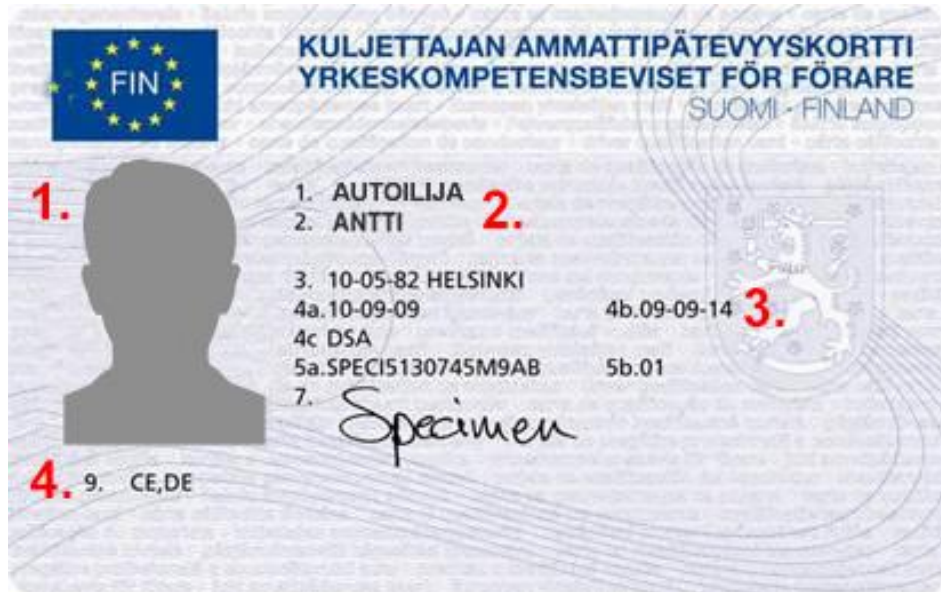 FIN
KULJETTAJAN AMMATTIPÄTEVYYSKORTTI
YRKESKOMPETENSBEVISET FÖR FÖRARE
SUOMI - FINLAND
1.
1. AUTOILIJA
2. ANTTI
2.
3. 10-05-82 HELSINKI
4a.10-09-09 4b.09-09-14
3.
4c DSA
5a.SPECI5130745M9AB 5b.01
7. Specimen
4.
9. CE,DE